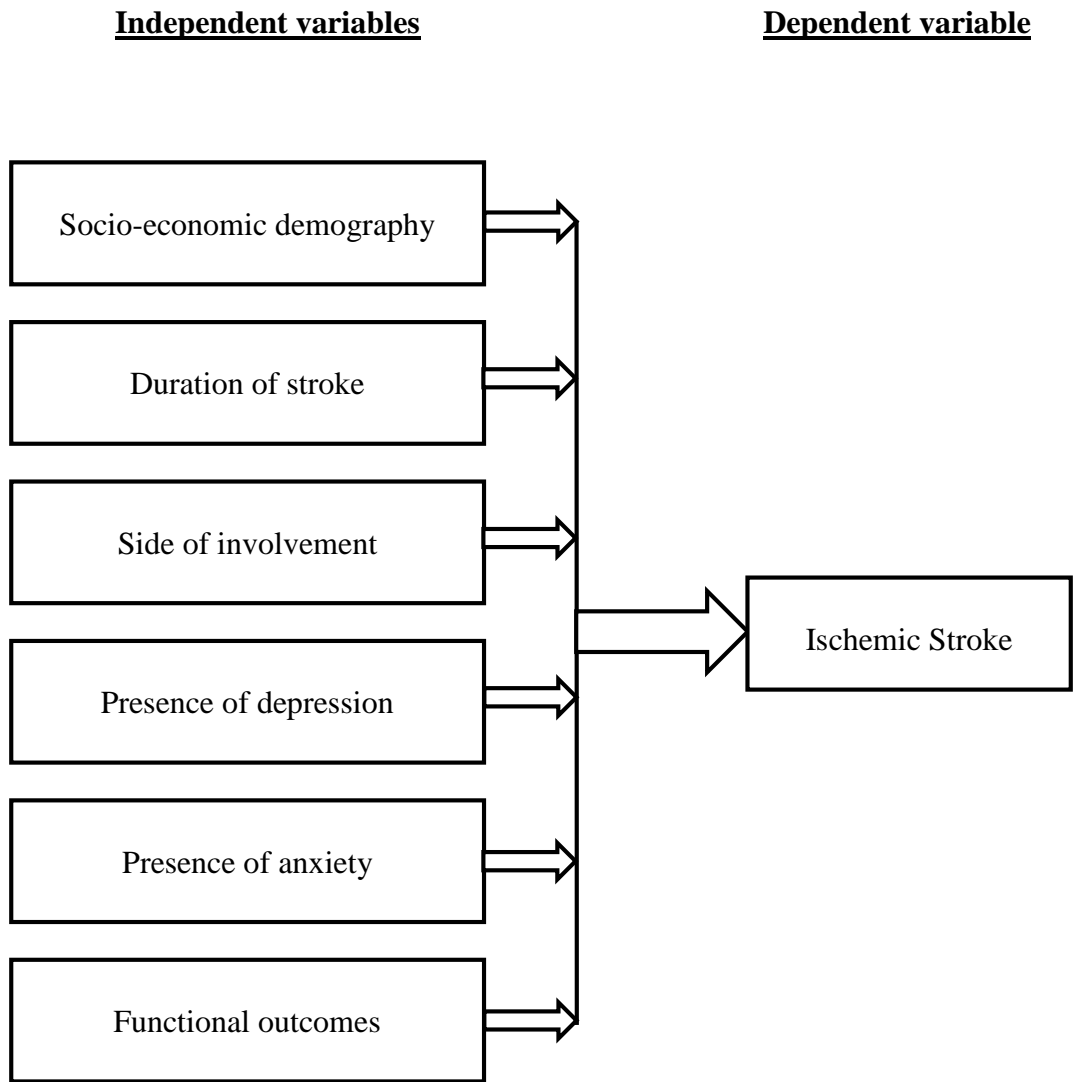 Independent variables
Dependent variable
Socio-economic demography
Duration of stroke
Side of involvement
Presence of depression
Presence of anxiety
Functional outcomes
Ischemic Stroke